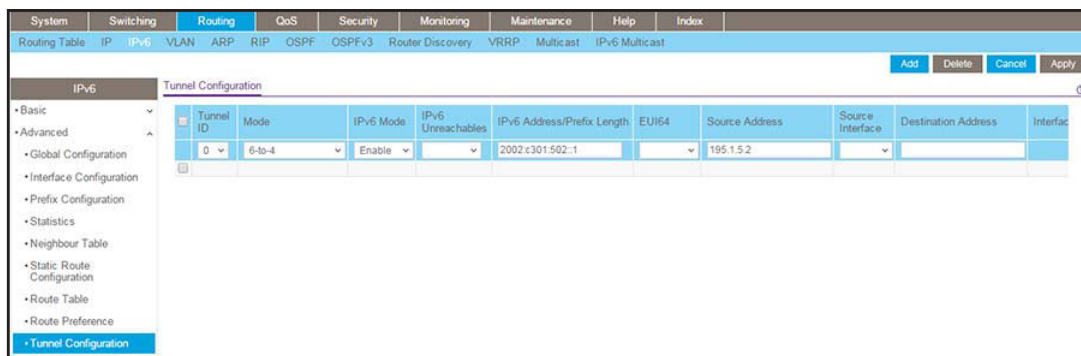 System Switching Routing QoS Security Monitoring Maintenance Help Index
Routing Table IP IPv6 VLAN ARP RIP OSPF OSPFv3 Router Discovery VRRP Multicast IPv6 Multicast
Add Delete Cancel Apply
IPv6
Tunnel Configuration
• Basic
• Advanced
• Global Configuration
• Interface Configuration
• Prefix Configuration
• Statistics
• Neighbour Table
• Static Route
Configuration
• Route Table
• Route Preference
• Tunnel Configuration
Tunnel ID Mode IPv6 Mode IPv6 Unreachables IPv6 Address/Prefix Length EUI64 Source Address Source Interface Destination Address Interfac
0 6-to-4 Enable 2002:c301:502::1 195.1.5.2